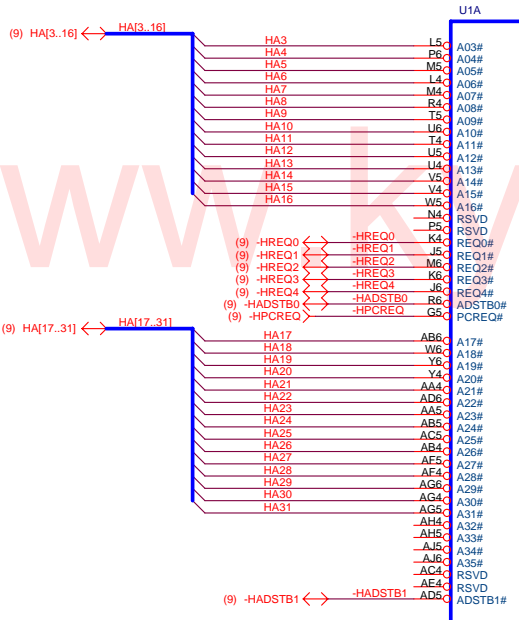 U1A
(9) HA[3..16] HA[3..16]
HA3 L5 A03#
HA4 P6 A04#
HA5 M5 A05#
HA6 L4 A06#
HA7 M4 A07#
HA8 R4 A08#
HA9 T5 A09#
HA10 U6 A10#
HA11 T4 A11#
HA12 U5 A12#
HA13 U4 A13#
HA14 V5 A14#
HA15 V4 A15#
HA16 W5 A16#
N4 RSVD
P5 RSVD
(9) -HREQ0 -HREQ0 K4 REQ0#
(9) -HREQ1 -HREQ1 J5 REQ1#
(9) -HREQ2 -HREQ2 M6 REQ2#
(9) -HREQ3 -HREQ3 K6 REQ3#
(9) -HREQ4 -HREQ4 J6 REQ4#
(9) -HADSTB0 -HADSTB0 R6 ADSTB0#
(9) -HPCREQ -HPCREQ G5 PCREQ#
(9) HA[17..31] HA[17..31]
HA17 AB6 A17#
HA18 W6 A18#
HA19 Y6 A19#
HA20 Y4 A20#
HA21 AA4 A21#
HA22 AD6 A22#
HA23 AA5 A23#
HA24 AB5 A24#
HA25 AC5 A25#
HA26 AB4 A26#
HA27 AF5 A27#
HA28 AF4 A28#
HA29 AG6 A29#
HA30 AG4 A30#
HA31 AG5 A31#
AH4 A32#
AH5 A33#
AJ5 A34#
AJ6 A35#
AC4 RSVD
AE4 RSVD
(9) -HADSTB1 -HADSTB1 AD5 ADSTB1#
ww ky